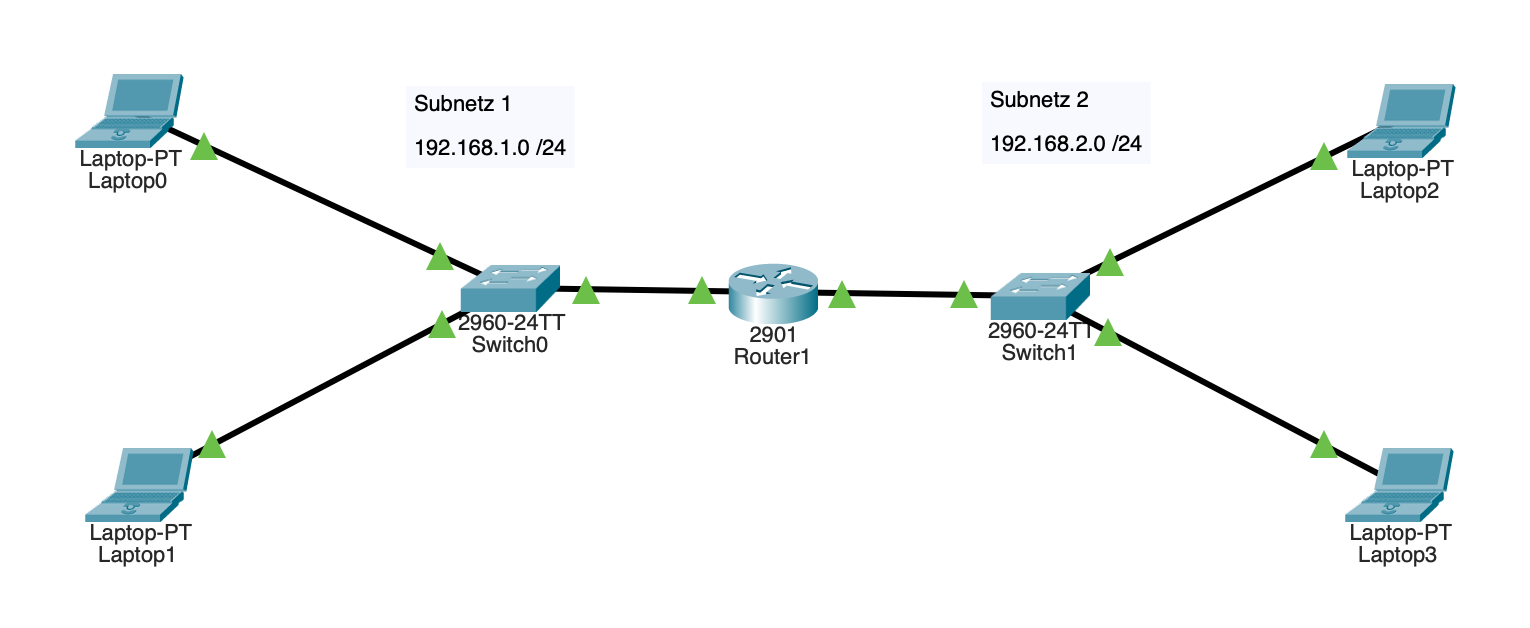 Subnetz 1
192.168.1.0 /24
Subnetz 2
192.168.2.0 /24
Laptop-PT
Laptop0
Laptop-PT
Laptop2
2960-24TT
Switch0
2901
Router1
2960-24TT
Switch1
Laptop-PT
Laptop1
Laptop-PT
Laptop3